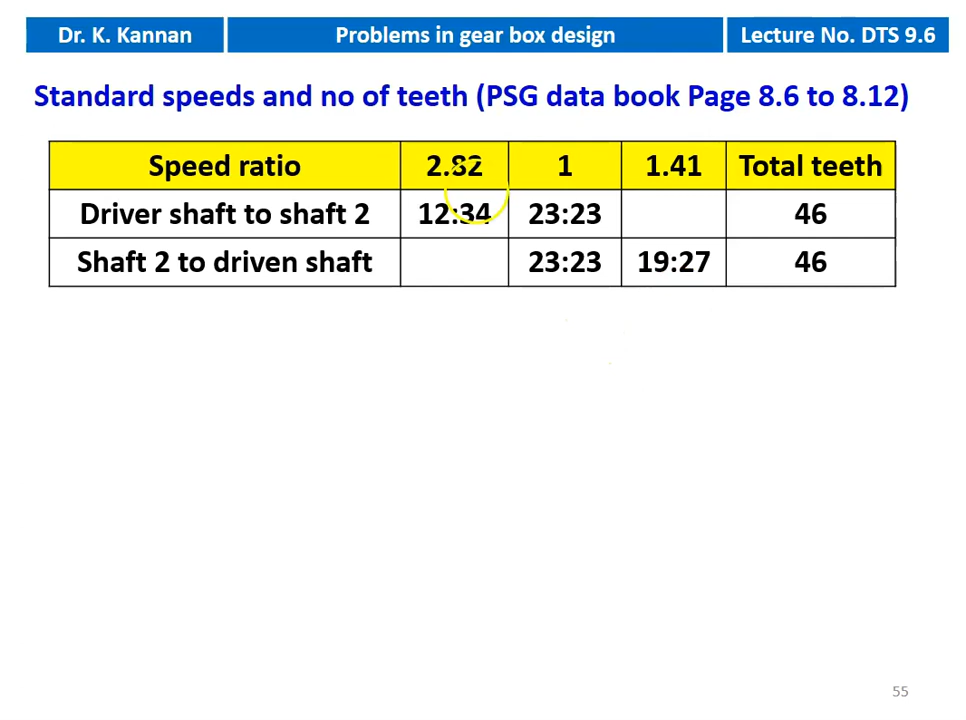 Dr. K. Kannan Problems in gear box design Lecture No. DTS 9.6
Standard speeds and no of teeth (PSG data book Page 8.6 to 8.12)
Speed ratio 2.82 1 1.41 Total teeth
Driver shaft to shaft 2 12:34 23:23 46
Shaft 2 to driven shaft 23:23 19:27 46
55